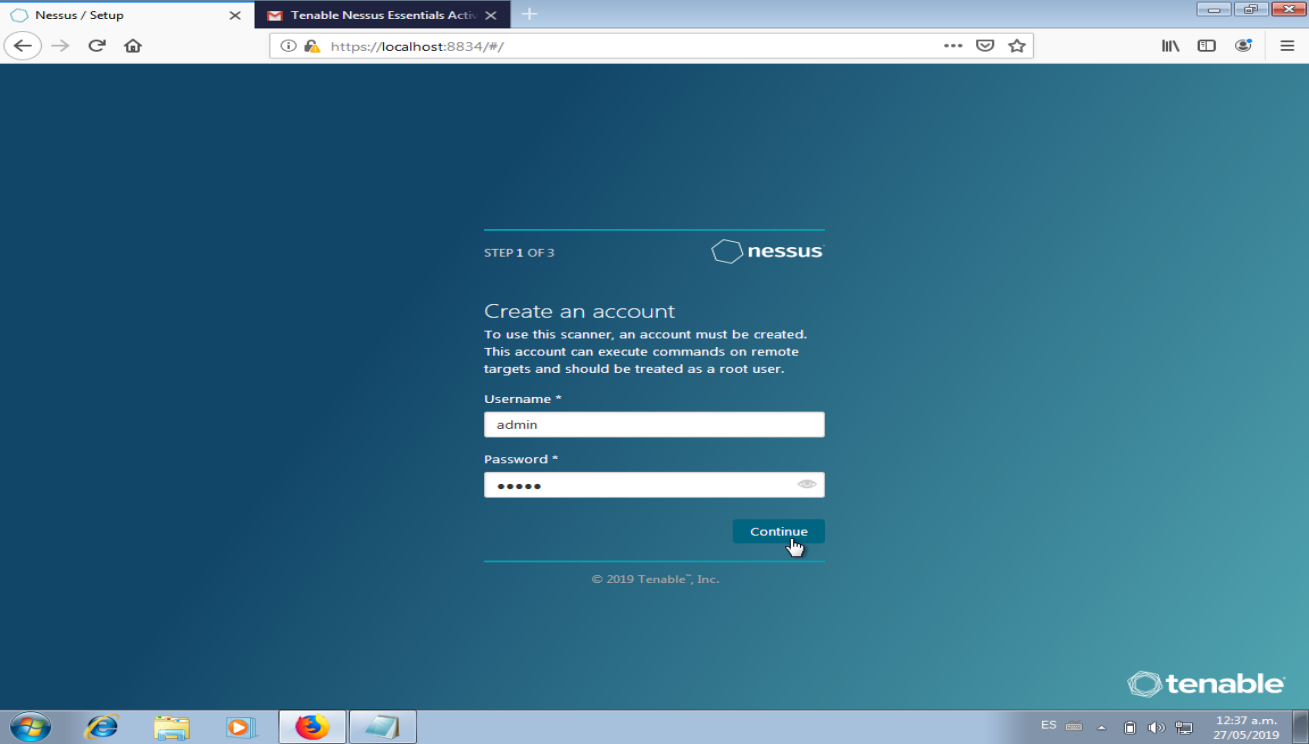 Nessus / Setup
Tenable Nessus Essentials Activ
https://localhost:8834/#/
STEP 1 OF 3
nessus
Create an account
To use this scanner, an account must be created.
This account can execute commands on remote
targets and should be treated as a root user.
Username *
admin
Password *
•••••
Continue
© 2019 Tenable™, Inc.
tenable
ES
12:37 a.m.
27/05/2019